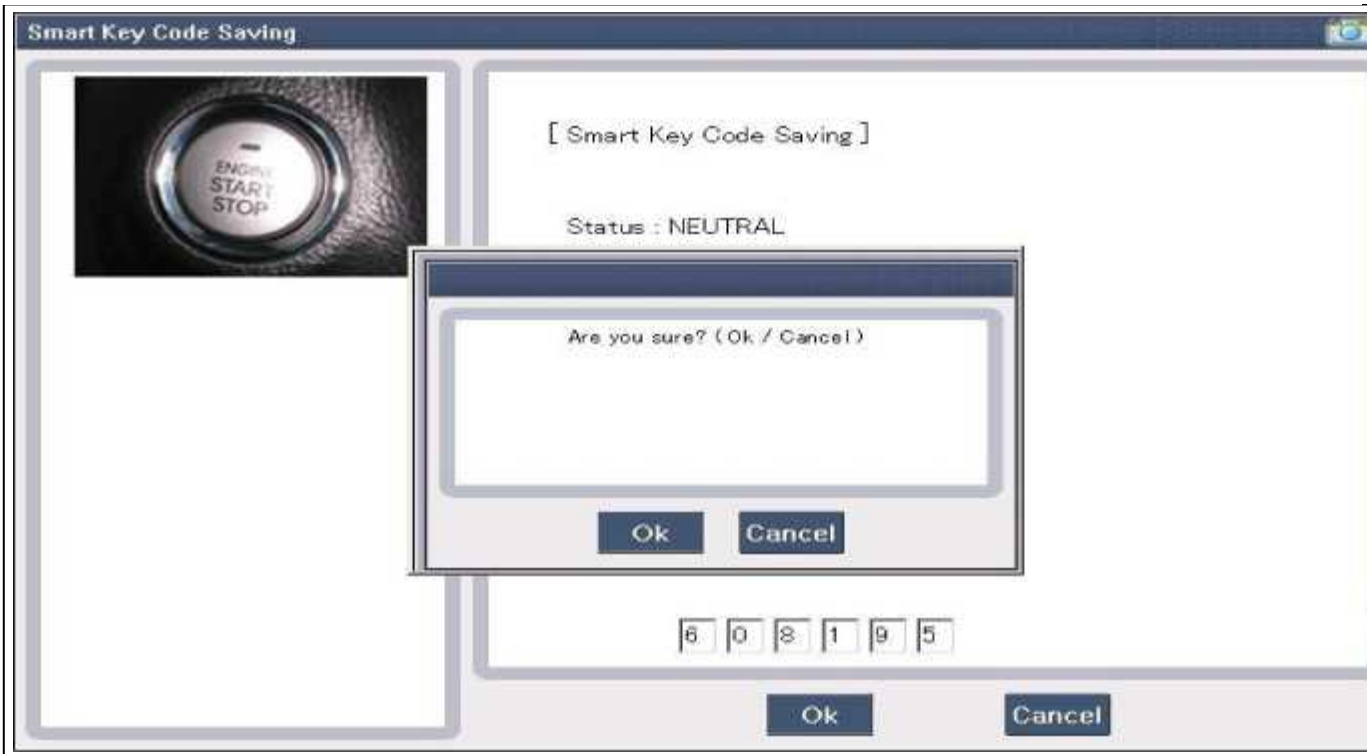 Smart Key Code Saving
ENGINE
START
STOP
[ Smart Key Code Saving ]
Status : NEUTRAL
Are you sure? ( Ok / Cancel )
Ok Cancel
6 0 8 1 9 5
Ok Cancel